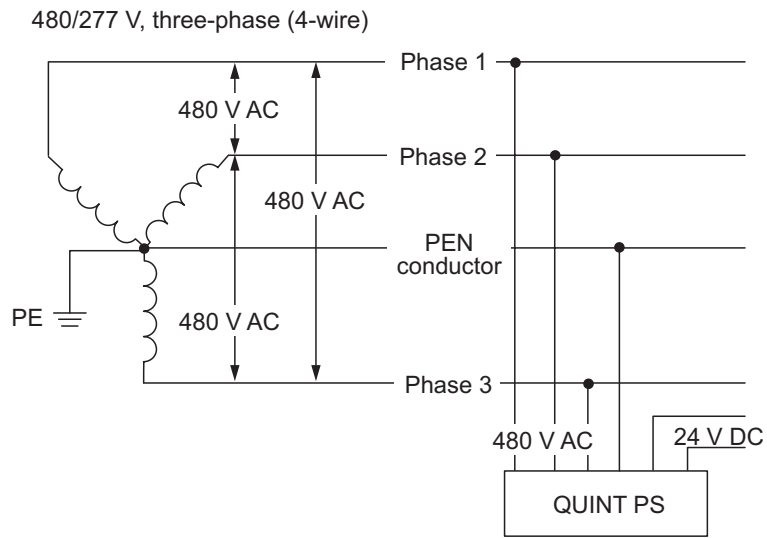 480/277 V, three-phase (4-wire)
Phase 1
480 V AC
Phase 2
480 V AC
PEN
conductor
PE
480 V AC
Phase 3
480 V AC
24 V DC
QUINT PS